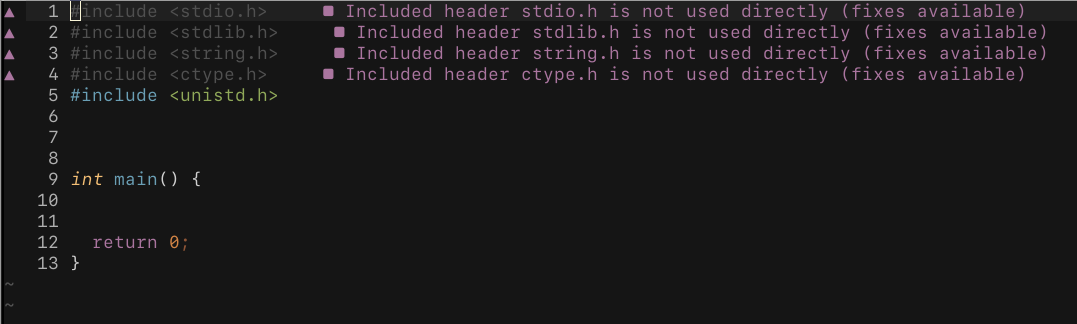 1 #include <stdio.h> ■ Included header stdio.h is not used directly (fixes available)
2 #include <stdlib.h> ■ Included header stdlib.h is not used directly (fixes available)
3 #include <string.h> ■ Included header string.h is not used directly (fixes available)
4 #include <ctype.h> ■ Included header ctype.h is not used directly (fixes available)
5 #include <unistd.h>
6
7
8
9 int main() {
10
11
12   return 0;
13 }
~
~